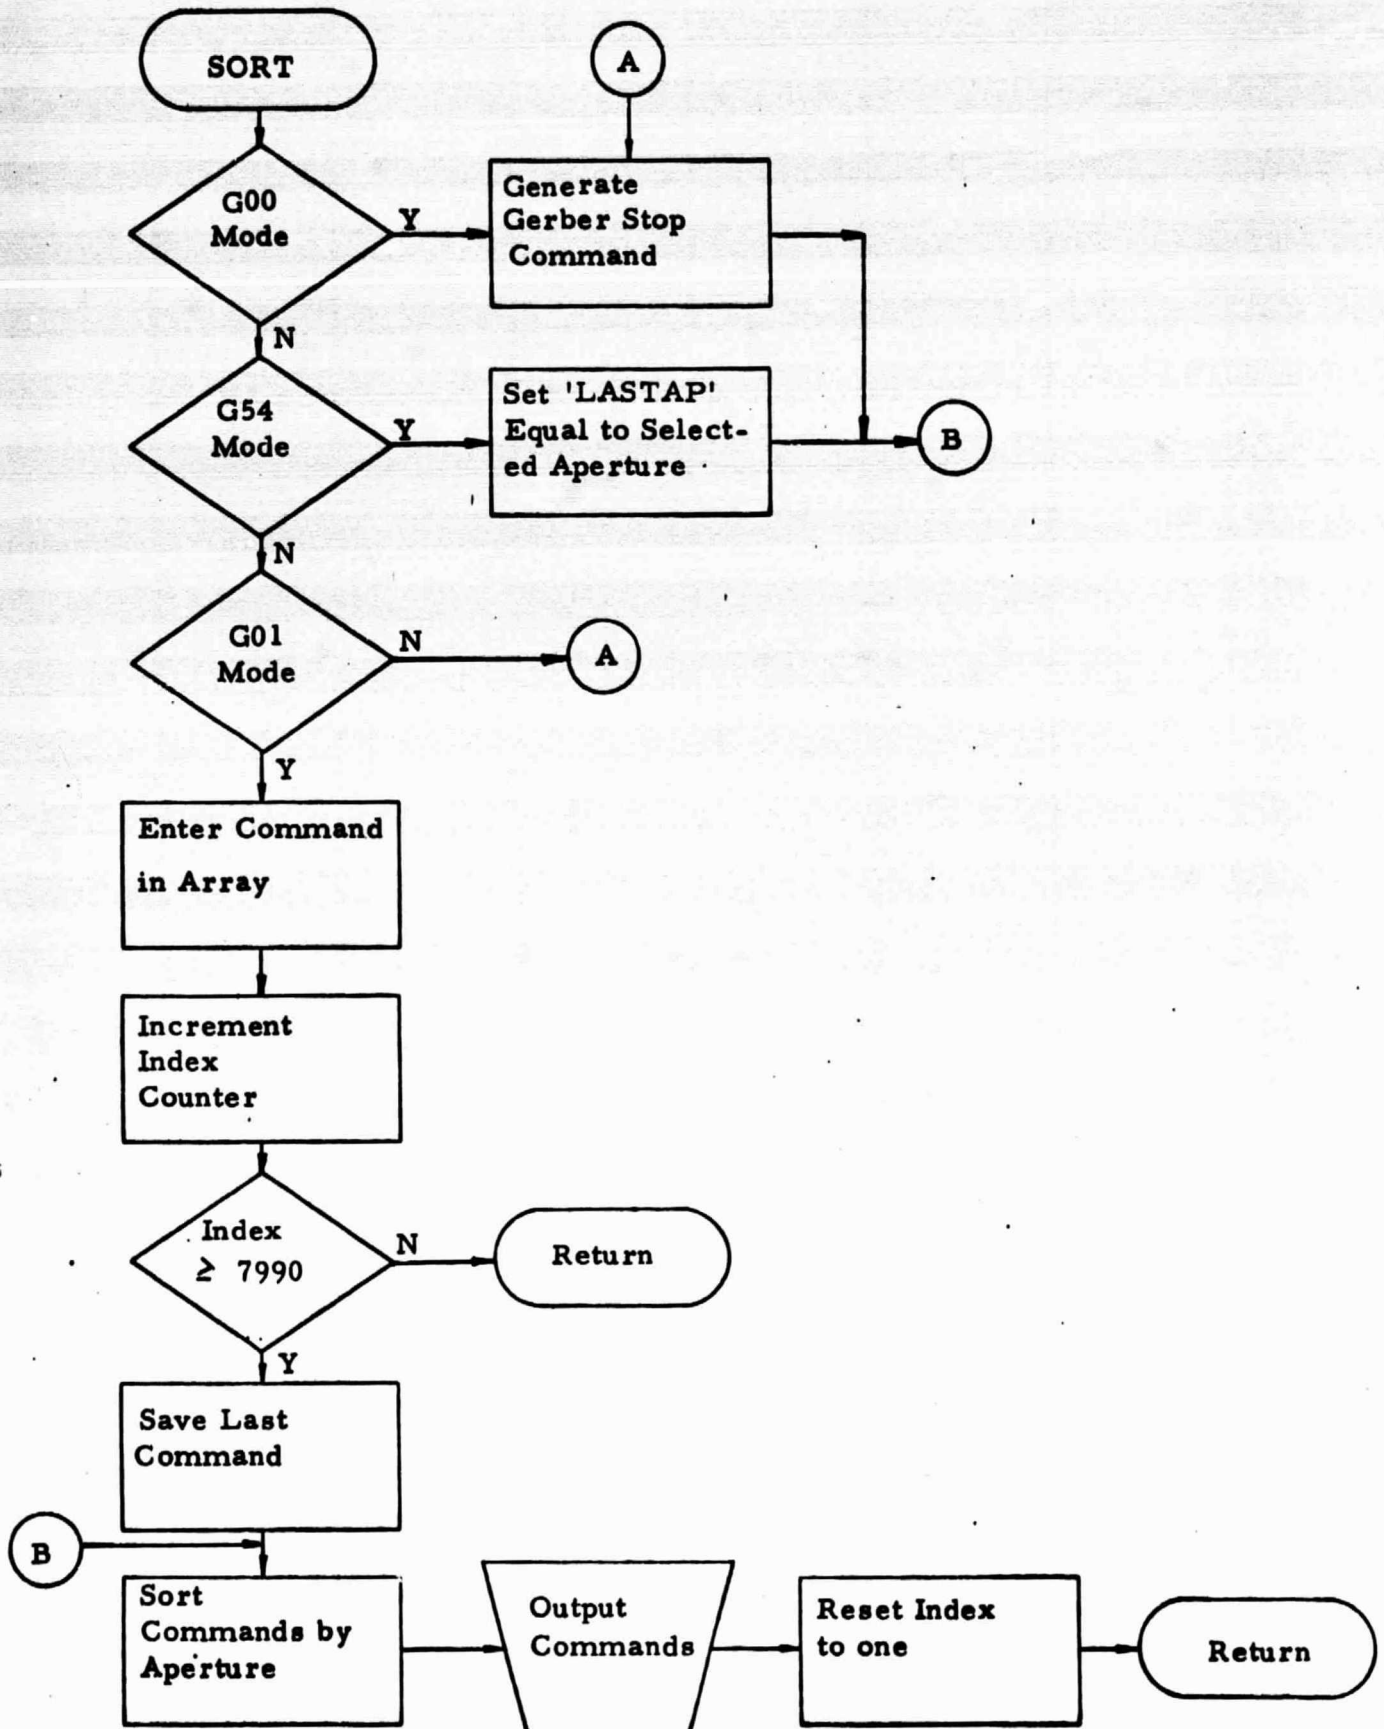 SORT
A
G00
Mode
Y
Generate
Gerber Stop
Command
N
G54
Mode
Y
Set 'LASTAP'
Equal to Select-
ed Aperture
B
N
G01
Mode
N
A
Y
Enter Command
in Array
Increment
Index
Counter
Index
≥ 7990
N
Return
Y
Save Last
Command
B
Sort
Commands by
Aperture
Output
Commands
Reset Index
to one
Return